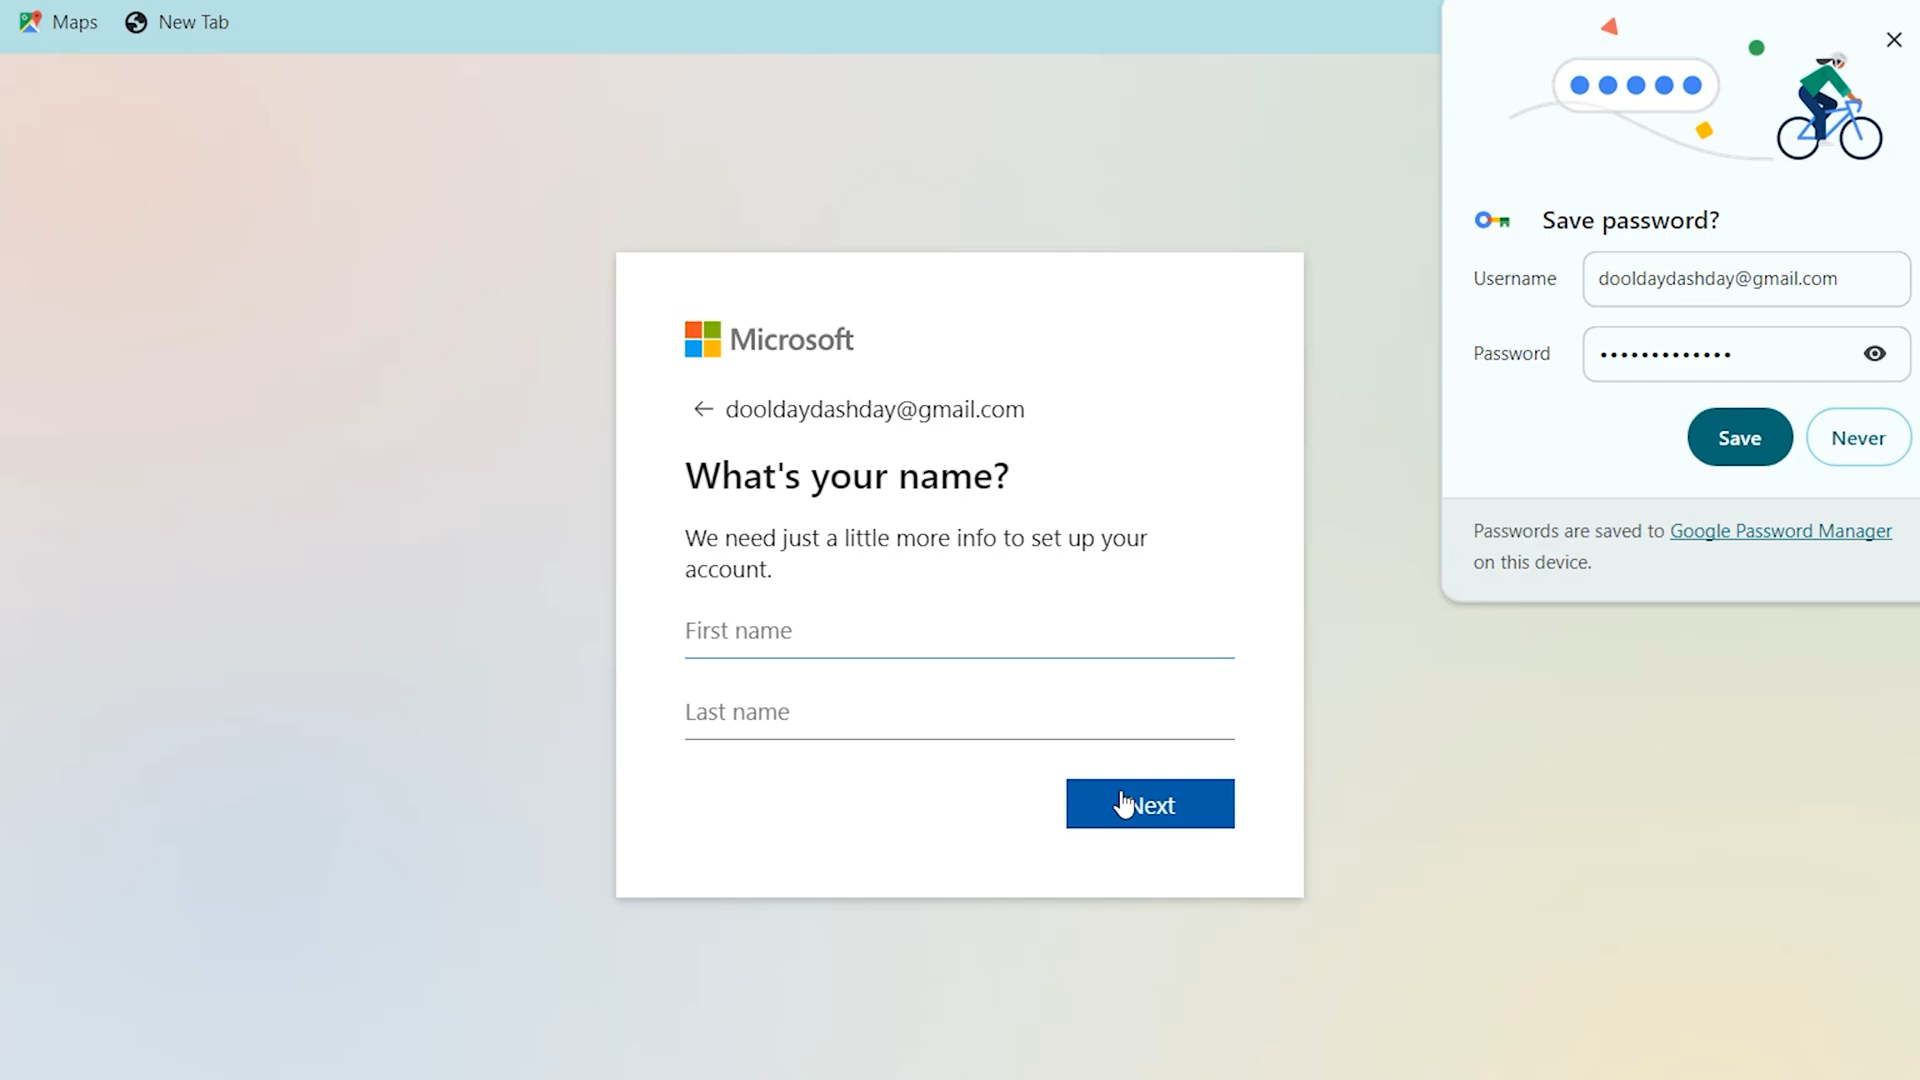 Maps New Tab
Microsoft
dooldaydashday@gmail.com
What's your name?
We need just a little more info to set up your
account.
First name
Last name
Next
Save password?
Username dooldaydashday@gmail.com
Password •••••••••••••
Save Never
Passwords are saved to Google Password Manager
on this device.